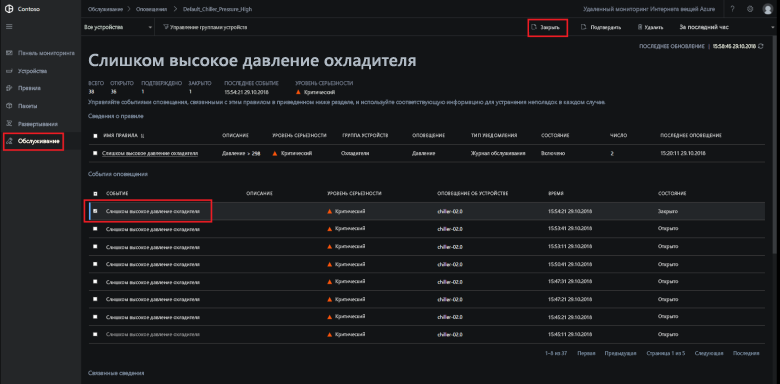 Contoso
Обслуживание > Оповещения > Default_Chiller_Pressure_High
Удаленный мониторинг Интернета вещей Azure
Все устройства
Управление группами устройств
Закрыть
Подтвердить
Удалить
За последний час
Панель мониторинга
Устройства
Правила
Пакеты
Развертывания
Обслуживание
ПОСЛЕДНЕЕ ОБНОВЛЕНИЕ | 15:58:46 29.10.2018
Слишком высокое давление охладителя
ВСЕГО ОТКРЫТО ПОДТВЕРЖДЕНО ЗАКРЫТО ПОСЛЕДНЕЕ СОБЫТИЕ УРОВЕНЬ СЕРЬЕЗНОСТИ
38 36 1 1 15:54:21 29.10.2018 Критический
Управляйте событиями оповещения, связанными с этим правилом в приведенном ниже разделе, и используйте соответствующую информацию для устранения неполадок в каждом случае.
Сведения о правиле
ИМЯ ПРАВИЛА ОПИСАНИЕ УРОВЕНЬ СЕРЬЕЗНОСТИ ГРУППА УСТРОЙСТВ ОПОВЕЩЕНИЕ ТИП УВЕДОМЛЕНИЯ СОСТОЯНИЕ ЧИСЛО ПОСЛЕДНЕЕ ОПОВЕЩЕНИЕ
Слишком высокое давление охладителя Давление > 298 Критический Охладители Давление Журнал обслуживания Включено 2 15:20:11 29.10.2018
События оповещения
СОБЫТИЕ ОПИСАНИЕ УРОВЕНЬ СЕРЬЕЗНОСТИ ОПОВЕЩЕНИЕ ОБ УСТРОЙСТВЕ ВРЕМЯ СОСТОЯНИЕ
Слишком высокое давление охладителя Критический chiller-02.0 15:54:21 29.10.2018 Закрыто
Слишком высокое давление охладителя Критический chiller-02.0 15:53:41 29.10.2018 Открыто
Слишком высокое давление охладителя Критический chiller-02.0 15:53:11 29.10.2018 Открыто
Слишком высокое давление охладителя Критический chiller-02.0 15:50:41 29.10.2018 Открыто
Слишком высокое давление охладителя Критический chiller-02.0 15:47:31 29.10.2018 Открыто
Слишком высокое давление охладителя Критический chiller-02.0 15:47:21 29.10.2018 Открыто
Слишком высокое давление охладителя Критический chiller-02.0 15:45:21 29.10.2018 Открыто
Слишком высокое давление охладителя Критический chiller-02.0 15:45:11 29.10.2018 Открыто
1–8 из 37 Первая Предыдущая Страница 1 из 5 Следующая Последняя
Связанные сведения